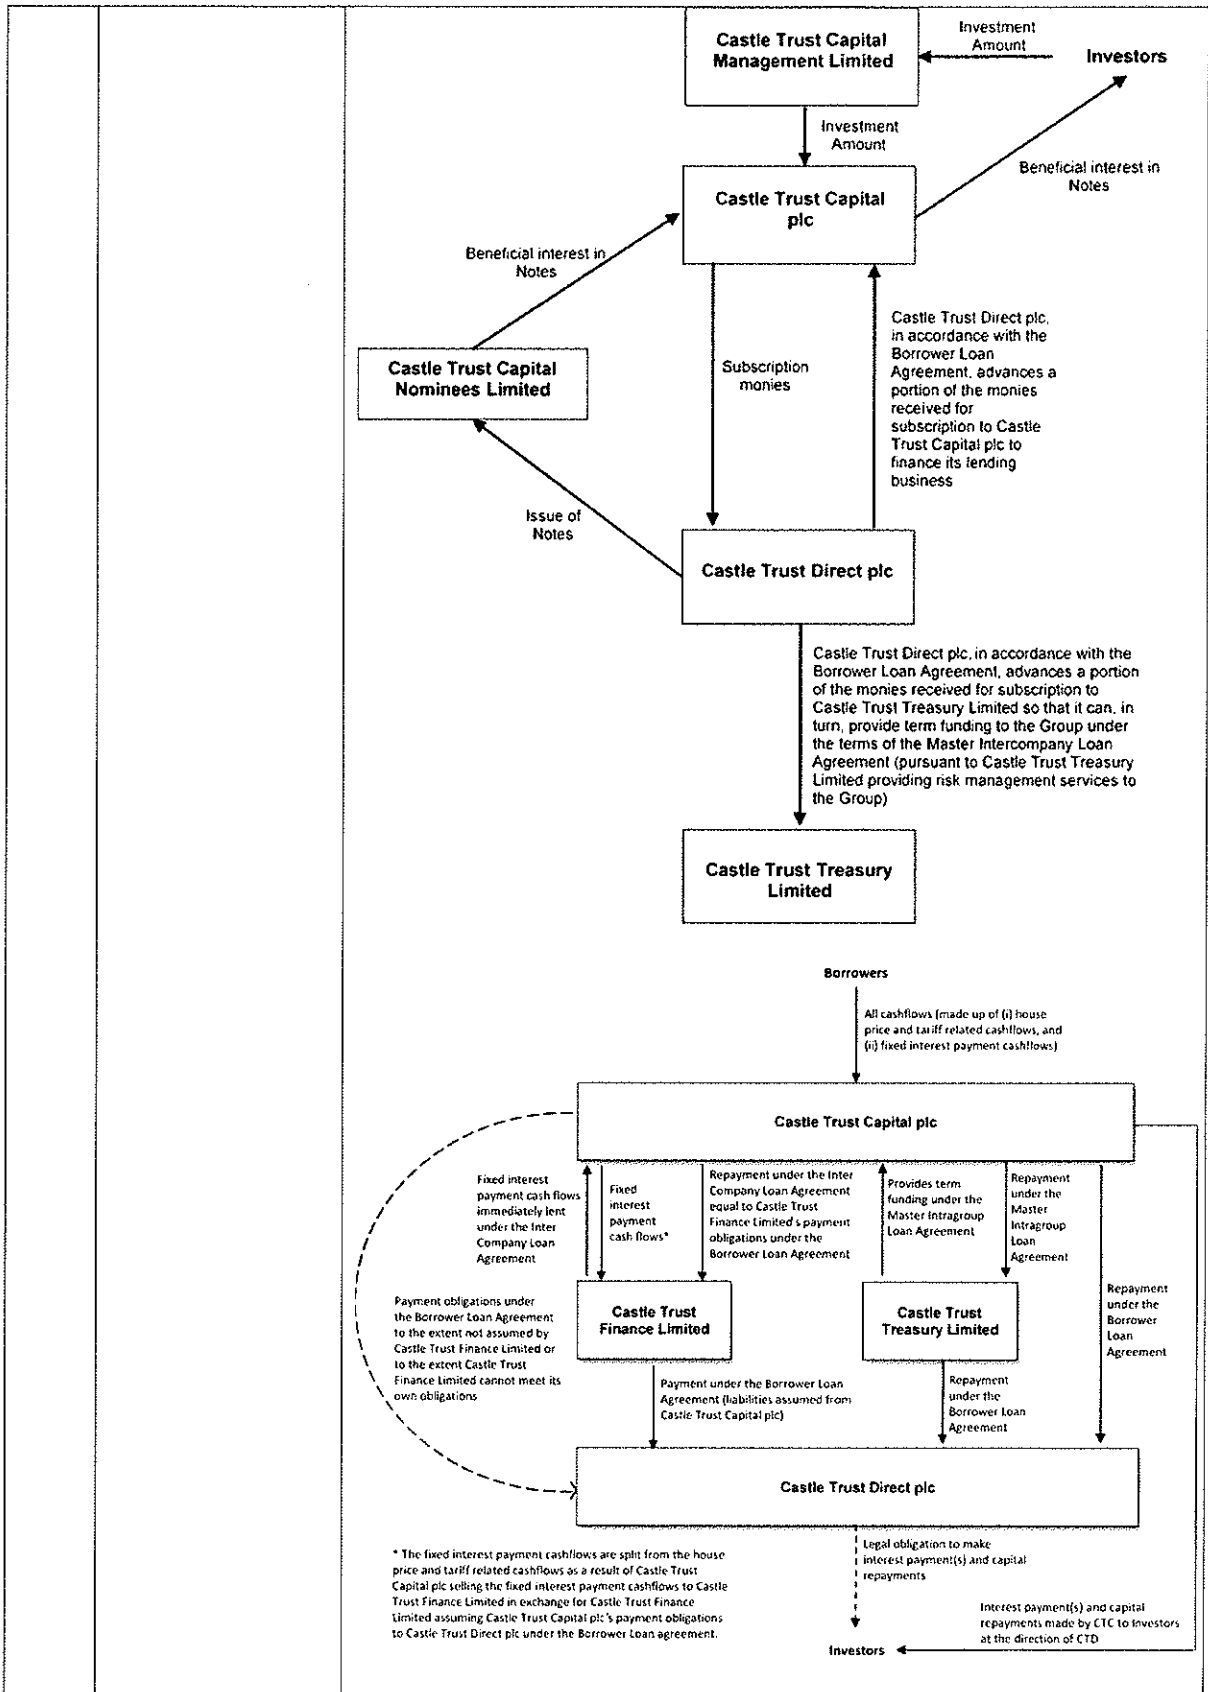 Castle Trust Capital
Management Limited
Investment
Amount
Investors
Investment
Amount
Castle Trust Capital
plc
Beneficial interest in
Notes
Beneficial interest in
Notes
Castle Trust Capital
Nominees Limited
Subscription
monies
Castle Trust Direct plc,
in accordance with the
Borrower Loan
Agreement, advances a
portion of the monies
received for
subscription to Castle
Trust Capital plc to
finance its lending
business
Issue of
Notes
Castle Trust Direct plc
Castle Trust Direct plc, in accordance with the
Borrower Loan Agreement, advances a portion
of the monies received for subscription to
Castle Trust Treasury Limited so that it can, in
turn, provide term funding to the Group under
the terms of the Master Intercompany Loan
Agreement (pursuant to Castle Trust Treasury
Limited providing risk management services to
the Group)
Castle Trust Treasury
Limited
Borrowers
All cashflows (made up of (i) house
price and tariff related cashflows, and
(ii) fixed interest payment cashflows)
Castle Trust Capital plc
Fixed interest
payment cash flows
immediately lent
under the Inter
Company Loan
Agreement
Fixed
interest
payment
cash flows*
Repayment under the Inter
Company Loan Agreement
equal to Castle Trust
Finance Limited's payment
obligations under the
Borrower Loan Agreement
Provides term
funding under the
Master Intragroup
Loan Agreement
Repayment
under the
Master
Intragroup
Loan
Agreement
Repayment
under the
Borrower
Loan
Agreement
Payment obligations under
the Borrower Loan Agreement
to the extent not assumed by
Castle Trust Finance Limited or
to the extent Castle Trust
Finance Limited cannot meet its
own obligations
Castle Trust
Finance Limited
Castle Trust
Treasury Limited
Payment under the Borrower Loan
Agreement (liabilities assumed from
Castle Trust Capital plc)
Repayment
under the
Borrower Loan
Agreement
Castle Trust Direct plc
* The fixed interest payment cashflows are split from the house
price and tariff related cashflows as a result of Castle Trust
Capital plc selling the fixed interest payment cashflows to Castle
Trust Finance Limited in exchange for Castle Trust Finance
Limited assuming Castle Trust Capital plc's payment obligations
to Castle Trust Direct plc under the Borrower Loan agreement.
Legal obligation to make
interest payment(s) and capital
repayments
Interest payment(s) and capital
repayments made by CTC to Investors
at the direction of CTD
Investors